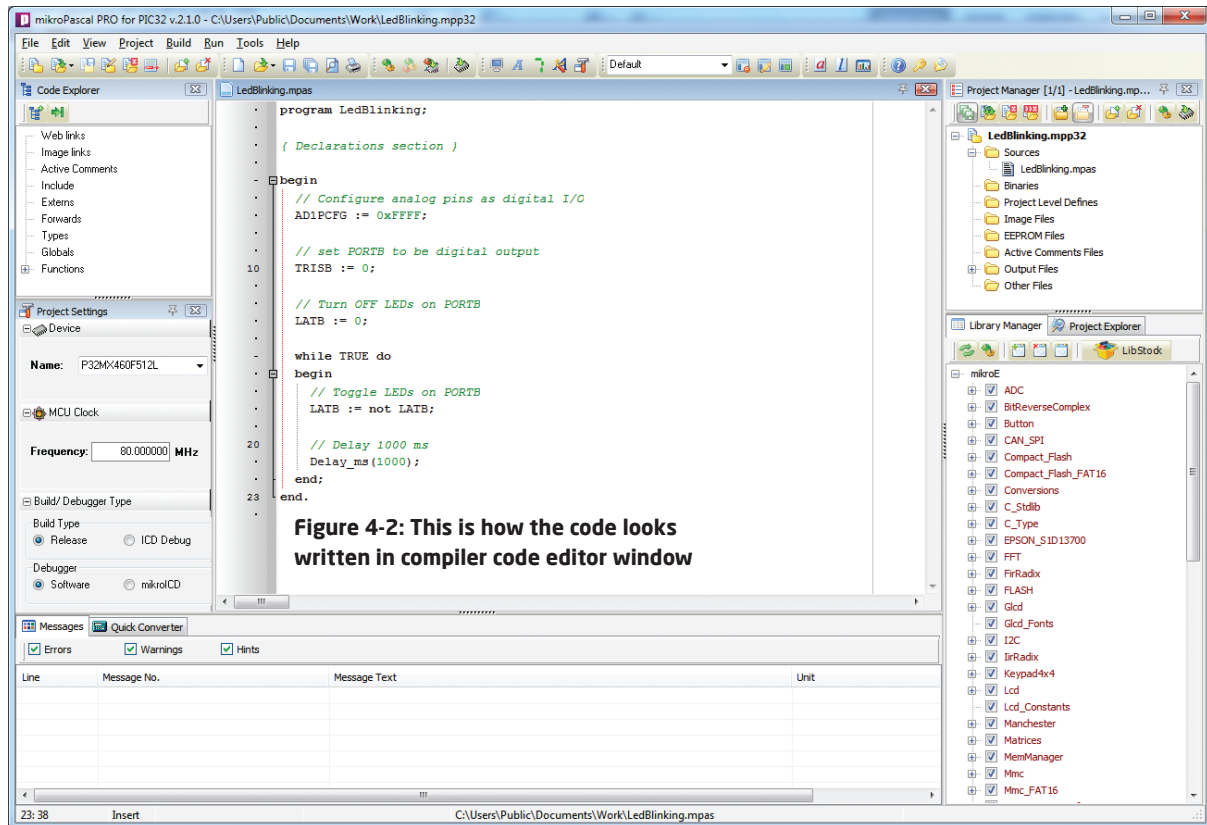 mikroPascal PRO for PIC32 v.2.1.0 - C:\Users\Public\Documents\Work\LedBlinking.mpp32
File Edit View Project Build Run Tools Help
Default
Code Explorer
Web links
Image links
Active Comments
Include
Externs
Forwards
Types
Globals
Functions
Project Settings
Device
Name: P32MX460F512L
MCU Clock
Frequency: 80.000000 MHz
Build/ Debugger Type
Build Type
Release ICD Debug
Debugger
Software mikroICD
LedBlinking.mpas
program LedBlinking;
{ Declarations section }
begin
// Configure analog pins as digital I/O
AD1PCFG := 0xFFFF;
// set PORTB to be digital output
10 TRISB := 0;
// Turn OFF LEDs on PORTB
LATB := 0;
while TRUE do
begin
// Toggle LEDs on PORTB
LATB := not LATB;
20 // Delay 1000 ms
Delay_ms(1000);
end;
23 end.
Figure 4-2: This is how the code looks
written in compiler code editor window
Project Manager [1/1] - LedBlinking.mp...
LedBlinking.mpp32
Sources
LedBlinking.mpas
Binaries
Project Level Defines
Image Files
EEPROM Files
Active Comments Files
Output Files
Other Files
Library Manager Project Explorer
LibStock
mikroE
ADC
BitReverseComplex
Button
CAN_SPI
Compact_Flash
Compact_Flash_FAT16
Conversions
C_Stdlib
C_Type
EPSON_S1D13700
FFT
FirRadix
FLASH
Glcd
Glcd_Fonts
I2C
IirRadix
Keypad4x4
Lcd
Lcd_Constants
Manchester
Matrices
MemManager
Mmc
Mmc_FAT16
Messages Quick Converter
Errors Warnings Hints
Line Message No. Message Text Unit
23: 38 Insert C:\Users\Public\Documents\Work\LedBlinking.mpas